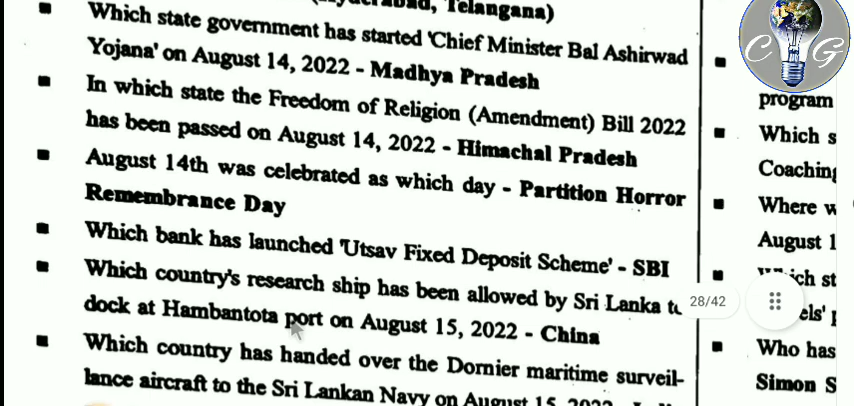 Telangana)
Which state government has started 'Chief Minister Bal Ashirwad
Yojana' on August 14, 2022 - Madhya Pradesh
In which state the Freedom of Religion (Amendment) Bill 2022
has been passed on August 14, 2022 - Himachal Pradesh
August 14th was celebrated as which day - Partition Horror
Remembrance Day
Which bank has launched 'Utsav Fixed Deposit Scheme' - SBI
Which country's research ship has been allowed by Sri Lanka
dock at Hambantota port on August 15, 2022 - China
Which country has handed over the Dornier maritime surveil-
lance aircraft to the Sri Lankan Navy on August 15, 2022 -
C G
program
Which s
Coaching
Where w
August 1
ich st
28/42
els' p
Who has
Simon S